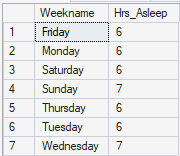 Weekname Hrs_Asleep
1 Friday 6
2 Monday 6
3 Saturday 6
4 Sunday 7
5 Thursday 6
6 Tuesday 6
7 Wednesday 7